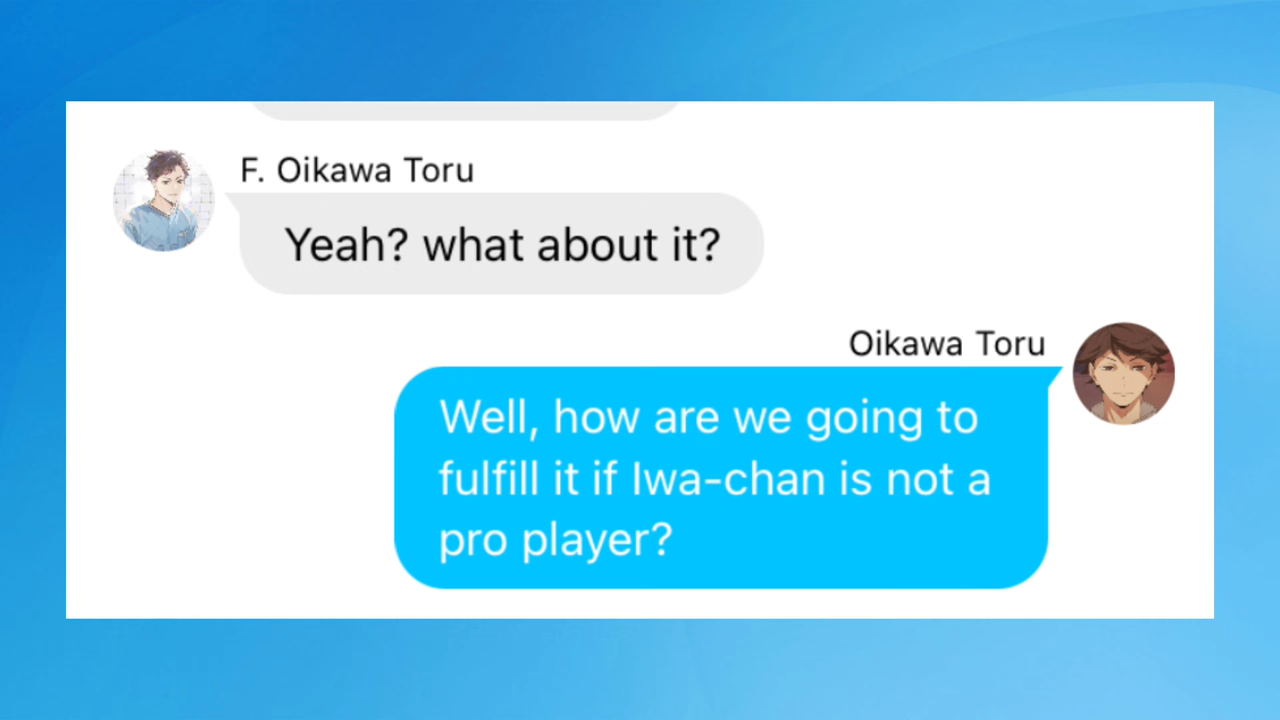 F. Oikawa Toru
Yeah? what about it?
Oikawa Toru
Well, how are we going to
fulfill it if Iwa-chan is not a
pro player?